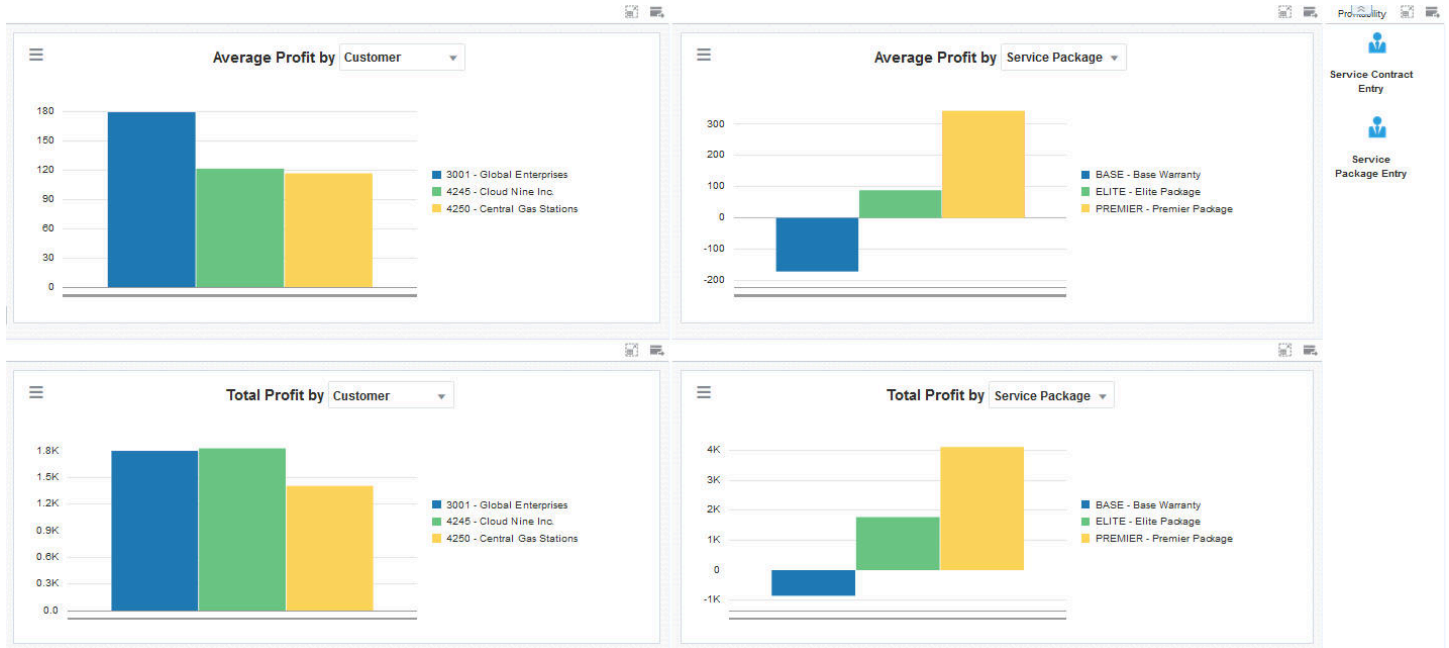 Average Profit by Customer
180
150
120
90
60
30
0
3001 - Global Enterprises
4245 - Cloud Nine Inc.
4250 - Central Gas Stations
Average Profit by Service Package
300
200
100
0
-100
-200
BASE - Base Warranty
ELITE - Elite Package
PREMIER - Premier Package
Service Contract
Entry
Service
Package Entry
Total Profit by Customer
1.8K
1.5K
1.2K
0.9K
0.6K
0.3K
0.0
3001 - Global Enterprises
4245 - Cloud Nine Inc.
4250 - Central Gas Stations
Total Profit by Service Package
4K
3K
2K
1K
0
-1K
BASE - Base Warranty
ELITE - Elite Package
PREMIER - Premier Package